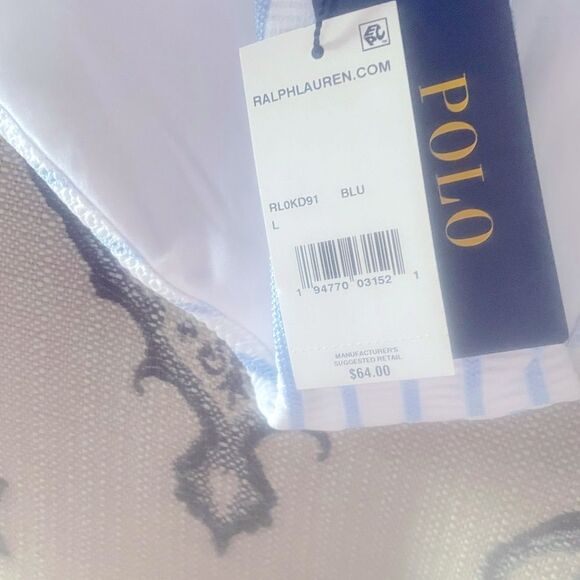 RALPHLAUREN.COM
POLO
RL0KD91 BLU
L
1 94770 03152 1
MANUFACTURER'S
SUGGESTED RETAIL
$64.00